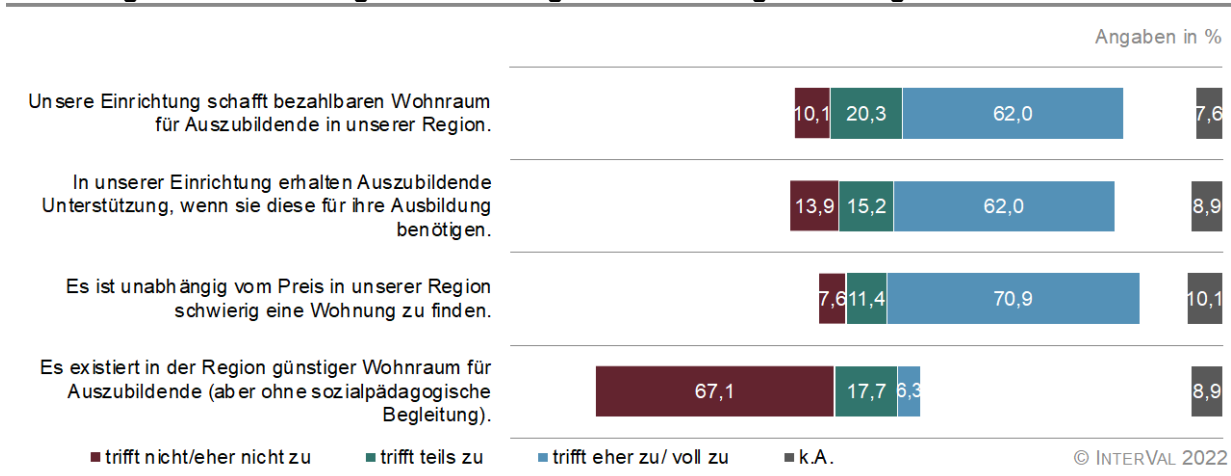 Angaben in %
Unsere Einrichtung schafft bezahlbaren Wohnraum
für Auszubildende in unserer Region.
10,1 20,3 62,0 7,6
In unserer Einrichtung erhalten Auszubildende
Unterstützung, wenn sie diese für ihre Ausbildung
benötigen.
13,9 15,2 62,0 8,9
Es ist unabhängig vom Preis in unserer Region
schwierig eine Wohnung zu finden.
7,6 11,4 70,9 10,1
Es existiert in der Region günstiger Wohnraum für
Auszubildende (aber ohne sozialpädagogische
Begleitung).
67,1 17,7 6,3 8,9
trifft nicht/eher nicht zu trifft teils zu trifft eher zu/ voll zu k.A. © INTERVAL 2022